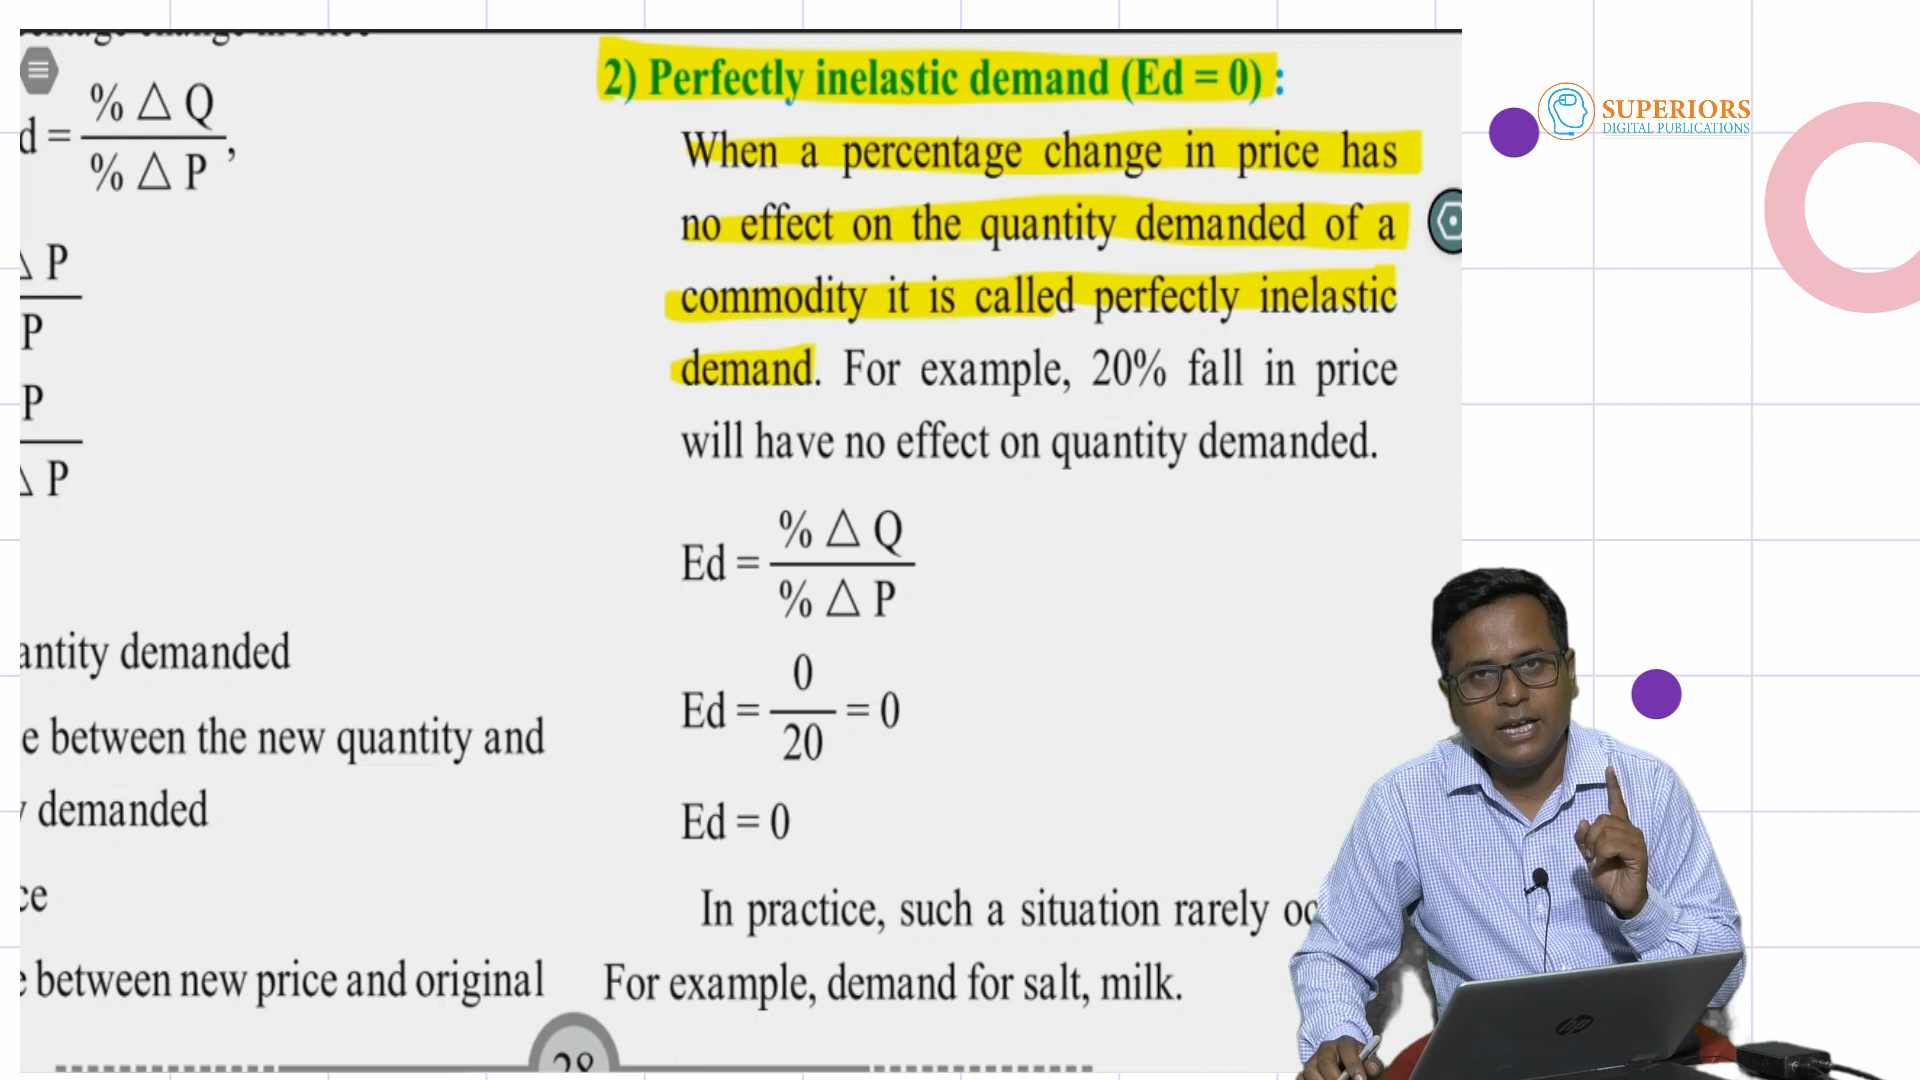 d = % △ Q
% △ P ,
△ P
P
P
△ P
antity demanded
e between the new quantity and
demanded
ce
between new price and original
28
2) Perfectly inelastic demand (Ed = 0) :
When a percentage change in price has
no effect on the quantity demanded of a
commodity it is called perfectly inelastic
demand. For example, 20% fall in price
will have no effect on quantity demanded.
Ed = % △ Q
% △ P
Ed = 0
20 = 0
Ed = 0
In practice, such a situation rarely oc
For example, demand for salt, milk.
SUPERIORS
DIGITAL PUBLICATIONS
hp